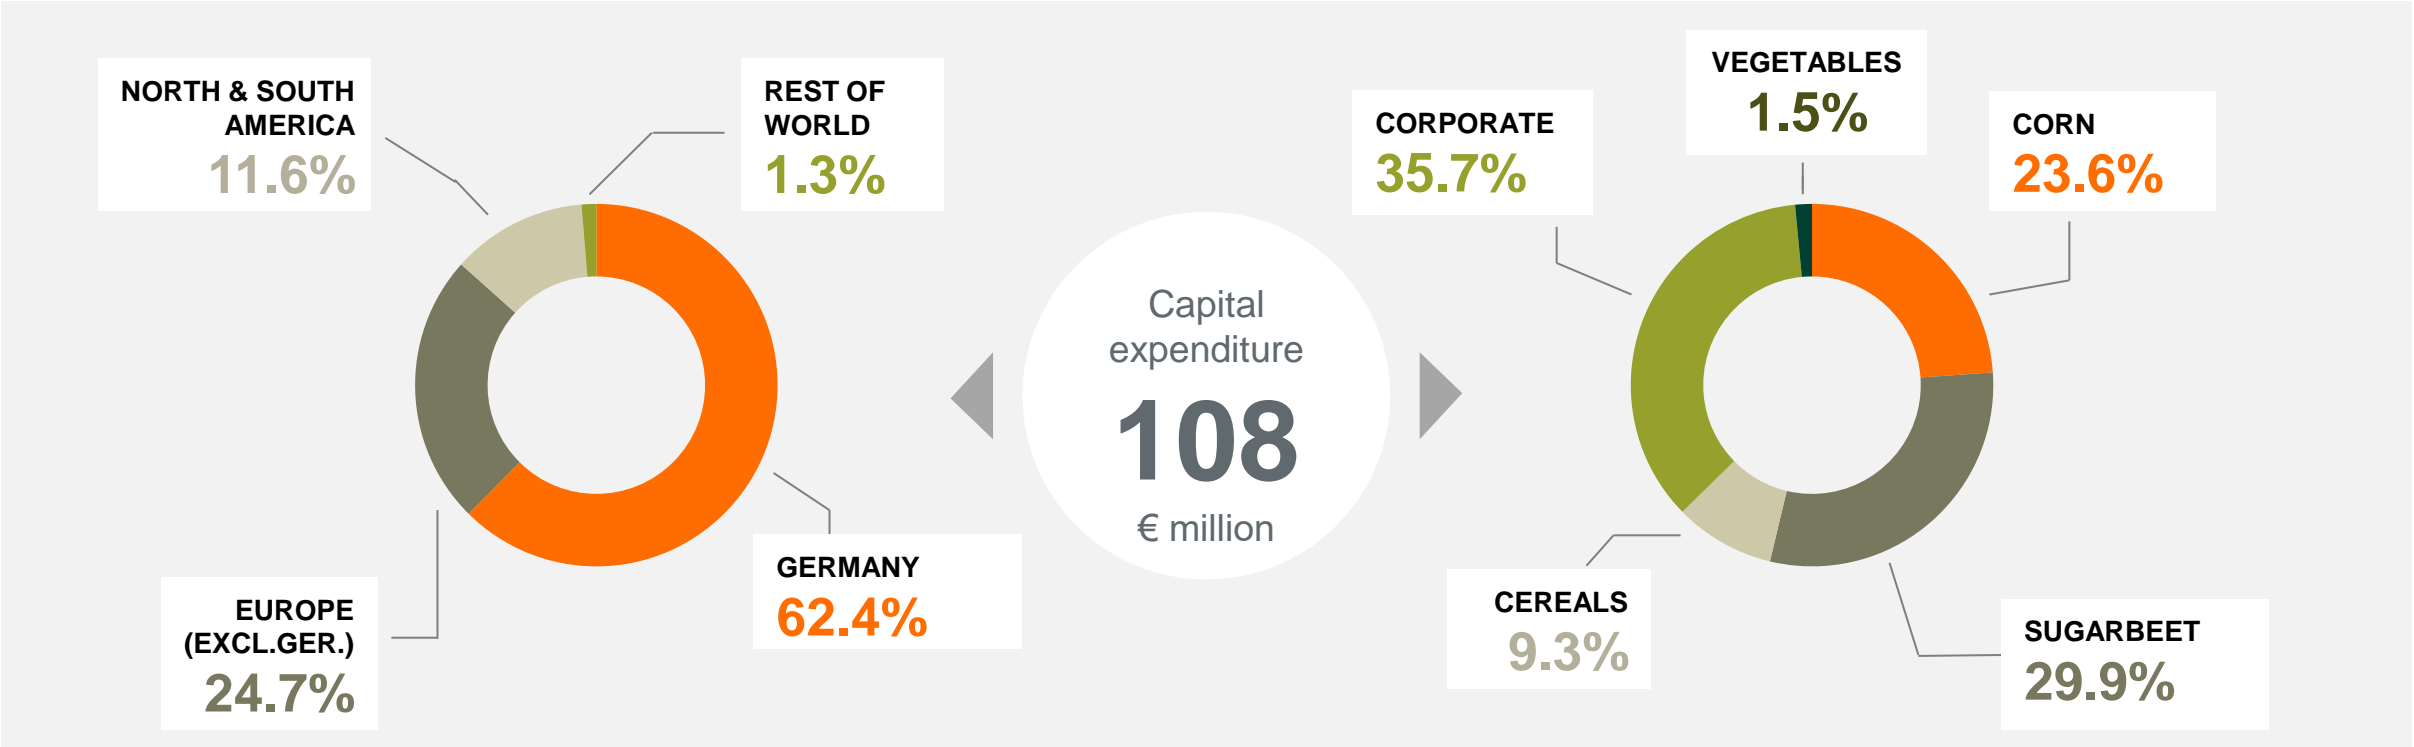 NORTH & SOUTH
AMERICA
11.6%
REST OF
WORLD
1.3%
EUROPE
(EXCL.GER.)
24.7%
GERMANY
62.4%
Capital
expenditure
108
€ million
CORPORATE
35.7%
VEGETABLES
1.5%
CORN
23.6%
CEREALS
9.3%
SUGARBEET
29.9%